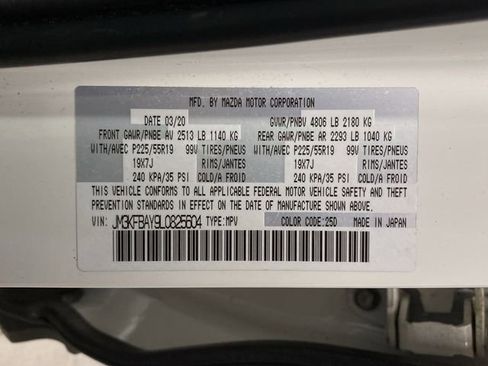 MFD. BY MAZDA MOTOR CORPORATION
DATE 03/20 GVWR/PNBV 4806 LB 2180 KG
FRONT GAWR/PNBE AV 2513 LB 1140 KG REAR GAWR/PNBE AR 2293 LB 1040 KG
WITH/AVEC P225/55R19 99V TIRES/PNEUS WITH/AVEC P225/55R19 99V TIRES/PNEUS
19X7J RIMS/JANTES 19X7J RIMS/JANTES
240 KPA/35 PSI COLD/A FROID 240 KPA/35 PSI COLD/A FROID
THIS VEHICLE CONFORMS TO ALL APPLICABLE FEDERAL MOTOR VEHICLE SAFETY AND THEFT
PREVENTION STANDARDS IN EFFECT ON THE DATE OF MANUFACTURE SHOWN ABOVE.
VIN: JM3KFBAY9L0825604 TYPE:MPV COLOR CODE:25D MADE IN JAPAN